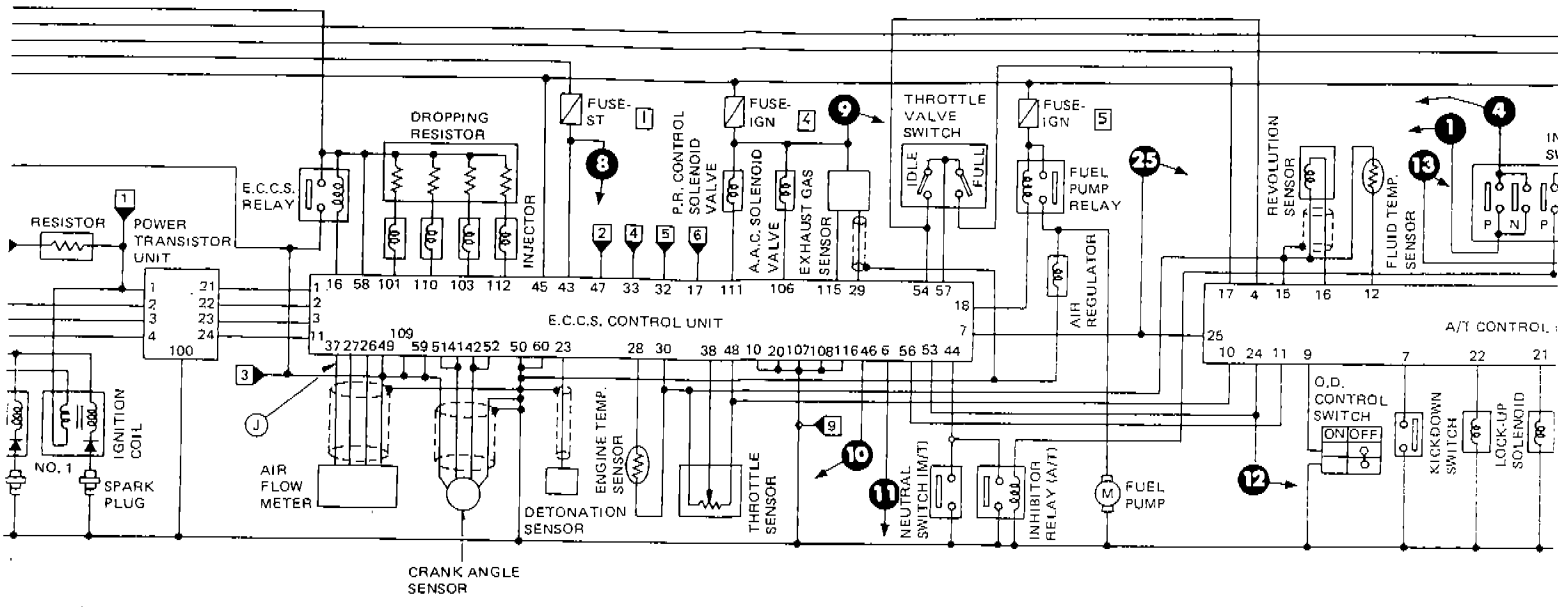 FUSE-
ST
1
FUSE-
IGN
4
9
THROTTLE
VALVE
SWITCH
IDLE
FULL
FUSE-
IGN
5
FUEL
PUMP
RELAY
25
REVOLUTION
SENSOR
FLUID TEMP.
SENSOR
4
1
13
IN
SW
P
N
P
DROPPING
RESISTOR
8
P.R. CONTROL
SOLENOID
VALVE
A.A.C. SOLENOID
VALVE
EXHAUST GAS
SENSOR
E.C.C.S.
RELAY
INJECTOR
1
RESISTOR
POWER
TRANSISTOR
UNIT
2
4
5
6
AIR
REGULATOR
1 21
2 22
3 23
4 24
100
1
2
3
11
16 58 101 110 103 112 45 43 47 33 32 17 111 106 115 29 54 57
18
7
E.C.C.S. CONTROL UNIT
37 27 26 49 109 59 51 41 42 52 50 60 23 28 30 38 48 10 20 107 108 116 46 6 56 53 44
17 4 15 16 12
25
A/T CONTROL
10 24 11 9 7 22 21
3
J
9
10
11
12
O.D.
CONTROL
SWITCH
ON OFF
KICKDOWN
SWITCH
LOCK-UP
SOLENOID
NO. 1
IGNITION
COIL
SPARK
PLUG
AIR
FLOW
METER
CRANK ANGLE
SENSOR
DETONATION
SENSOR
ENGINE TEMP.
SENSOR
THROTTLE
SENSOR
NEUTRAL
SWITCH (M/T)
INHIBITOR
RELAY (A/T)
M
FUEL
PUMP